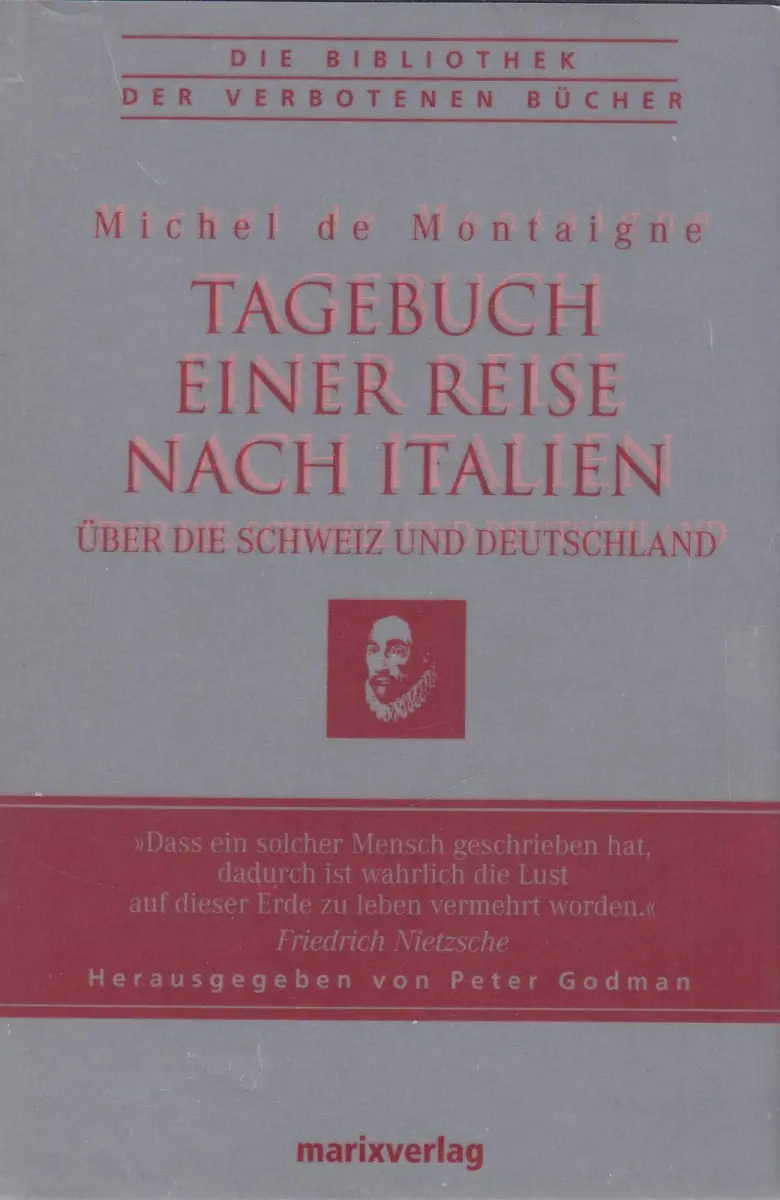 DIE BIBLIOTHEK
DER VERBOTENEN BÜCHER
Michel de Montaigne
TAGEBUCH
EINER REISE
NACH ITALIEN
ÜBER DIE SCHWEIZ UND DEUTSCHLAND
»Dass ein solcher Mensch geschrieben hat,
dadurch ist wahrlich die Lust
auf dieser Erde zu leben vermehrt worden.«
Friedrich Nietzsche
Herausgegeben von Peter Godman
marixverlag